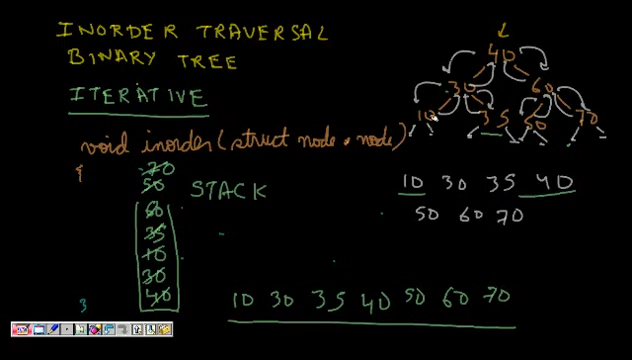 INORDER TRAVERSAL
BINARY TREE
ITERATIVE
40
30 60
10 35 50 70
void inorder(struct node * node)
{
70
50
60
35
10
30
40
STACK
10 30 35 40
50 60 70
}
10 30 35 40 50 60 70